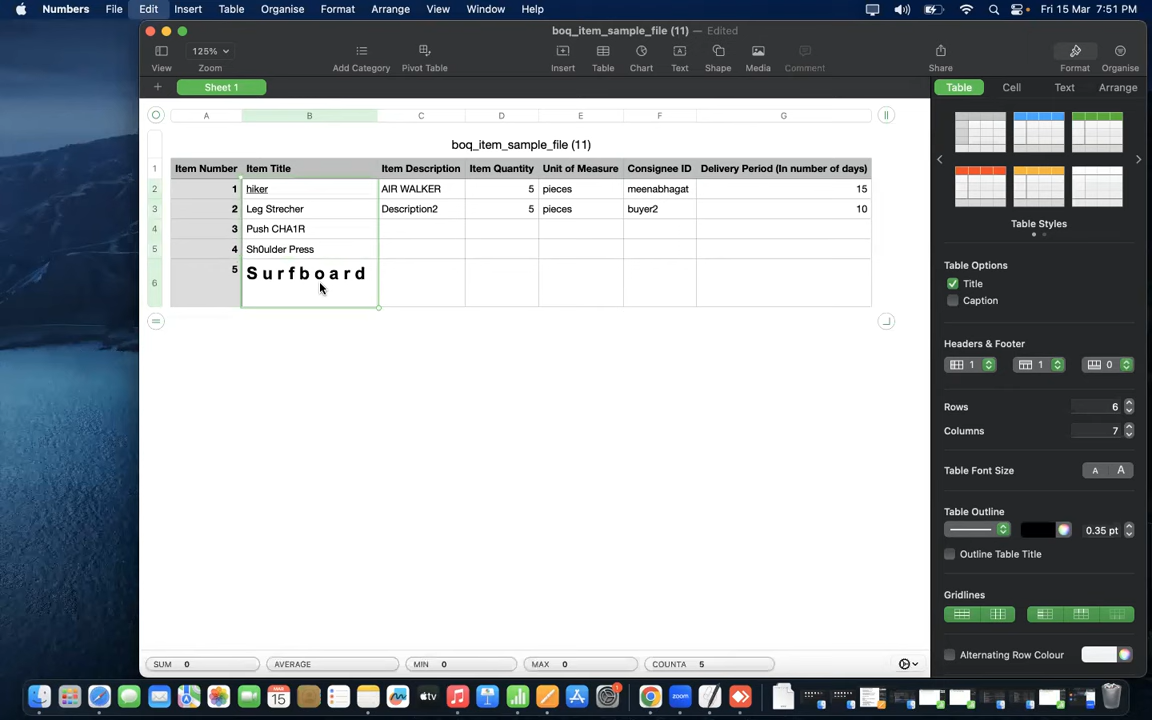 Numbers File Edit Insert Table Organise Format Arrange View Window Help Fri 15 Mar 7:51 PM
boq_item_sample_file (11) — Edited
125%
View Zoom Add Category Pivot Table Insert Table Chart Text Shape Media Comment Share Format Organise
+ Sheet 1 Table Cell Text Arrange
A B C D E F G
boq_item_sample_file (11)
1 Item Number Item Title Item Description Item Quantity Unit of Measure Consignee ID Delivery Period (In number of days)
2 1 hiker AIR WALKER 5 pieces meenabhagat 15
3 2 Leg Strecher Description2 5 pieces buyer2 10
4 3 Push CHA1R
5 4 Sh0ulder Press
6 5 Surfboard
Table Styles
Table Options
Title
Caption
Headers & Footer
1 1 0
Rows 6
Columns 7
Table Font Size A A
Table Outline
0.35 pt
Outline Table Title
Gridlines
Alternating Row Colour
SUM 0 AVERAGE MIN 0 MAX 0 COUNTA 5
MAR
15
tv
1
zoom